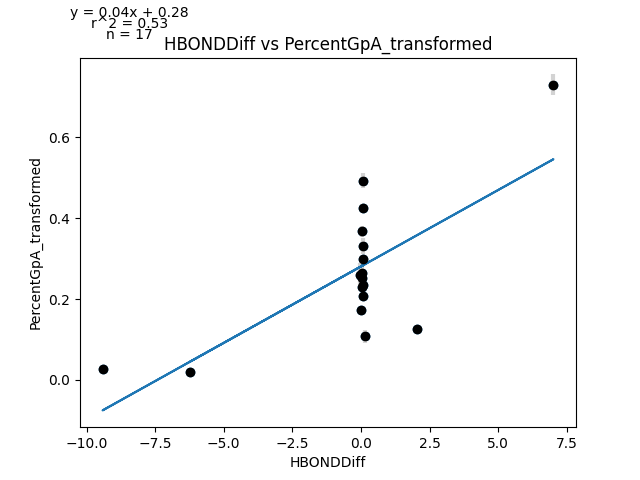 y = 0.04x + 0.28
r^2 = 0.53
n = 17
HBONDDiff vs PercentGpA_transformed
PercentGpA_transformed
0.6
0.4
0.2
0.0
−10.0 −7.5 −5.0 −2.5 0.0 2.5 5.0 7.5
HBONDDiff